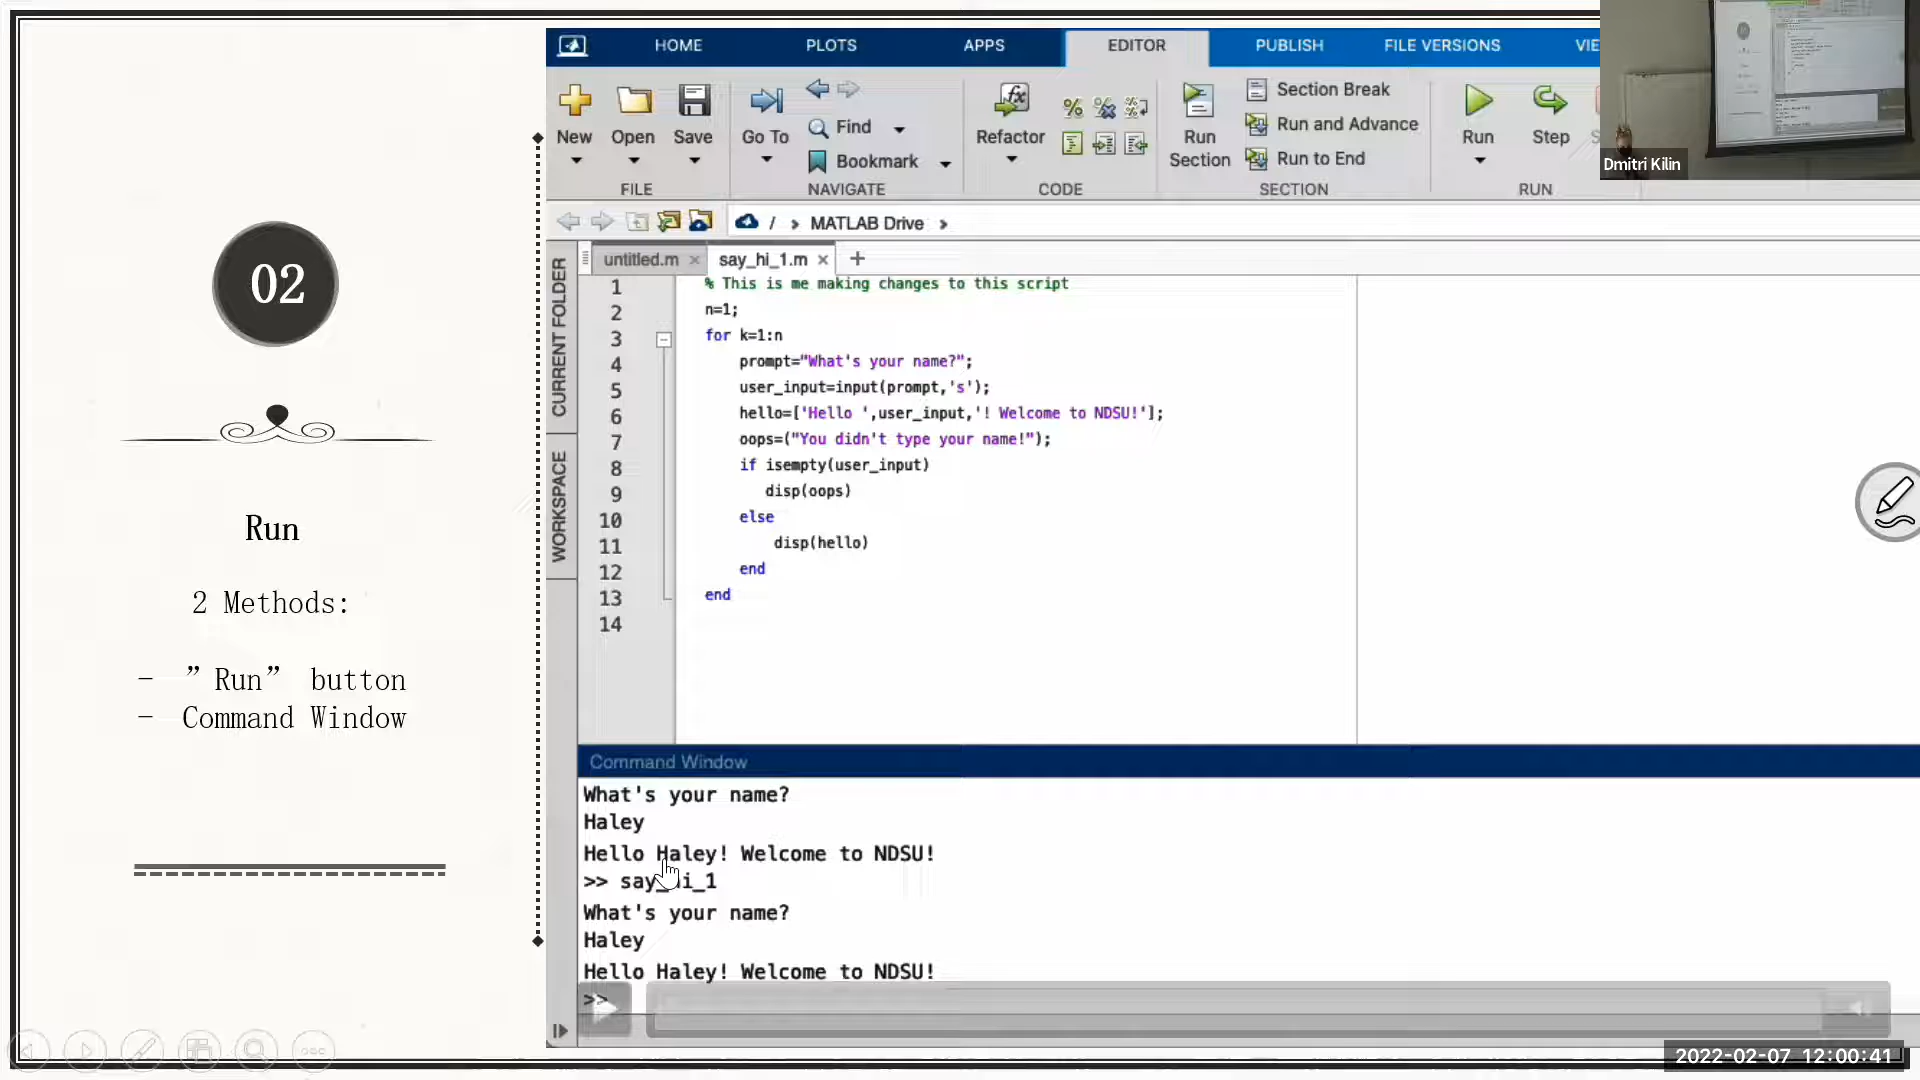 02
Run
2 Methods:
- ”Run” button
- Command Window
HOME PLOTS APPS EDITOR PUBLISH FILE VERSIONS VIE
New Open Save Go To Find Bookmark Refactor Run Section Section Break Run and Advance Run to End Run Step
FILE NAVIGATE CODE SECTION RUN
Dmitri Kilin
/ > MATLAB Drive >
CURRENT FOLDER
WORKSPACE
untitled.m × say_hi_1.m × +
1 % This is me making changes to this script
2 n=1;
3 for k=1:n
4 prompt="What's your name?";
5 user_input=input(prompt,'s');
6 hello=['Hello ',user_input,'! Welcome to NDSU!'];
7 oops=("You didn't type your name!");
8 if isempty(user_input)
9 disp(oops)
10 else
11 disp(hello)
12 end
13 end
14
Command Window
What's your name?
Haley
Hello Haley! Welcome to NDSU!
>> say_hi_1
What's your name?
Haley
Hello Haley! Welcome to NDSU!
>>
2022-02-07 12:00:41